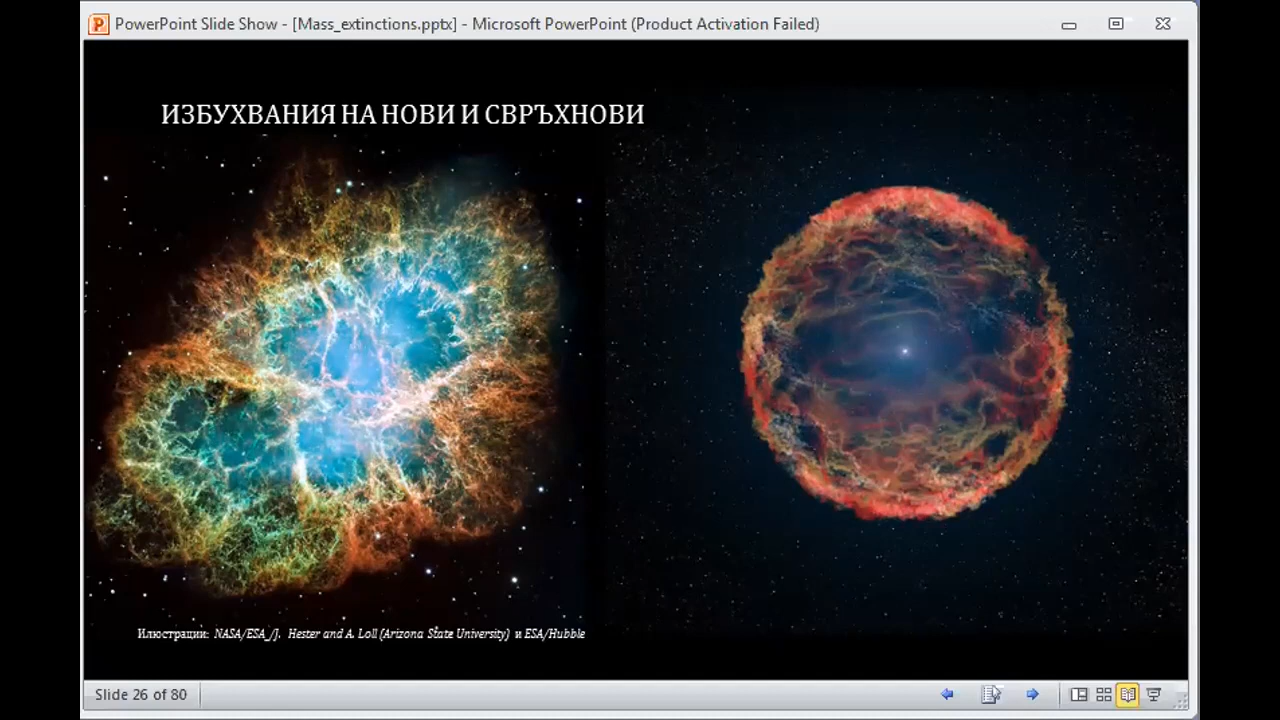 PowerPoint Slide Show - [Mass_extinctions.pptx] - Microsoft PowerPoint (Product Activation Failed)
ИЗБУХВАНИЯ НА НОВИ И СВРЪХНОВИ
Илюстрации: NASA/ESA_/J. Hester and A. Loll (Arizona State University) и ESA/Hubble
Slide 26 of 80